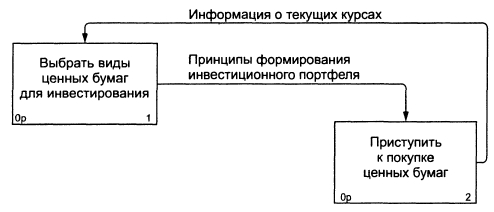 Информация о текущих курсах
Выбрать виды
ценных бумаг
для инвестирования
0р 1
Принципы формирования
инвестиционного портфеля
Приступить
к покупке
ценных бумаг
0р 2